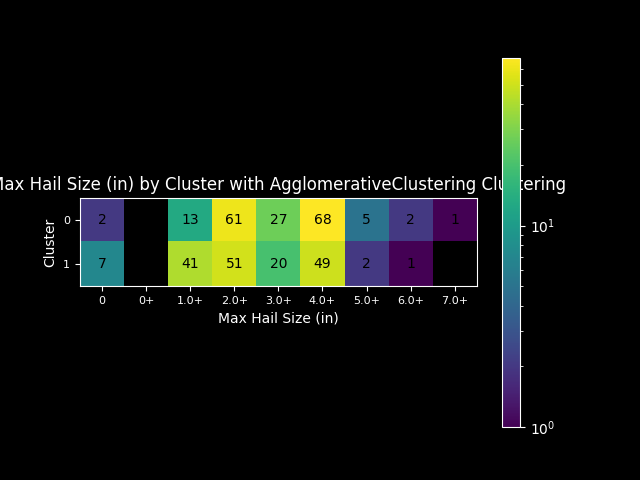 Max Hail Size (in) by Cluster with AgglomerativeClustering Clustering
Cluster
0 2 13 61 27 68 5 2 1
1 7 41 51 20 49 2 1
0 0+ 1.0+ 2.0+ 3.0+ 4.0+ 5.0+ 6.0+ 7.0+
Max Hail Size (in)
10¹
10⁰